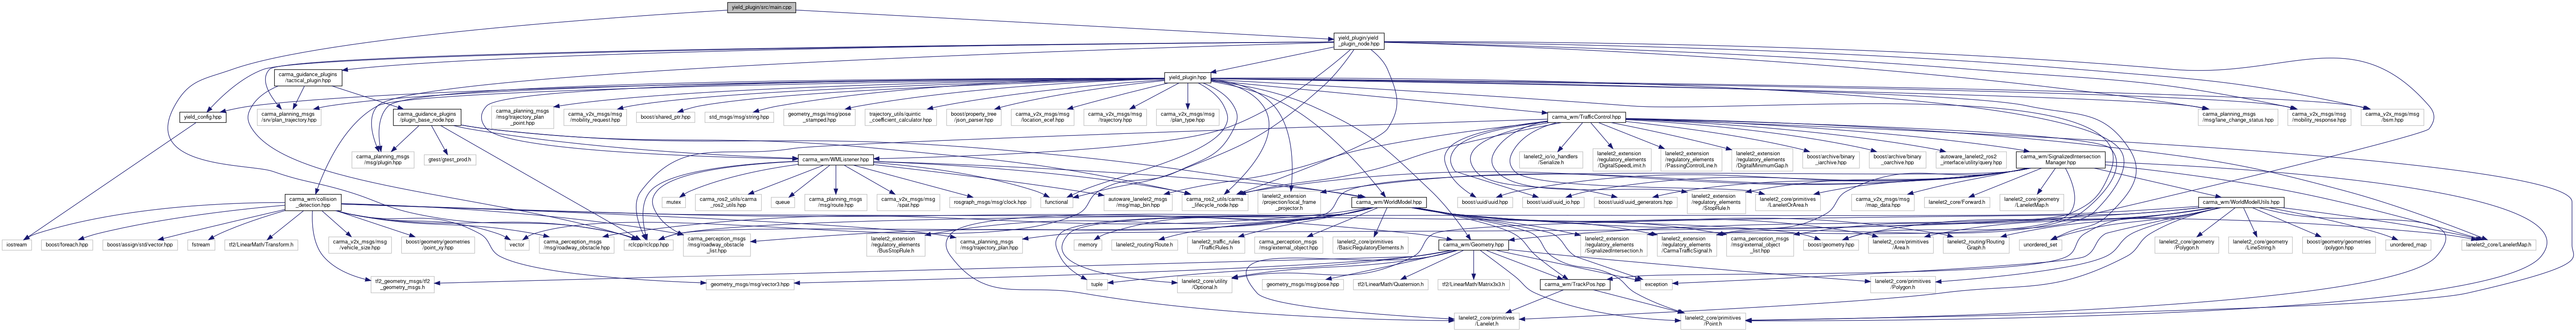 yield_plugin/src/main.cpp
yield_plugin/yield
_plugin_node.hpp
carma_guidance_plugins
/tactical_plugin.hpp
yield_plugin.hpp
yield_config.hpp
carma_planning_msgs
/srv/plan_trajectory.hpp
carma_guidance_plugins
/plugin_base_node.hpp
carma_planning_msgs
/msg/trajectory_plan
_point.hpp
carma_v2x_msgs/msg
/mobility_request.hpp
boost/shared_ptr.hpp
std_msgs/msg/string.hpp
geometry_msgs/msg/pose
_stamped.hpp
trajectory_utils/quintic
_coefficient_calculator.hpp
boost/property_tree
/json_parser.hpp
carma_v2x_msgs/msg
/location_ecef.hpp
carma_v2x_msgs/msg
/trajectory.hpp
carma_v2x_msgs/msg
/plan_type.hpp
carma_wm/TrafficControl.hpp
carma_planning_msgs
/msg/lane_change_status.hpp
carma_v2x_msgs/msg
/mobility_response.hpp
carma_v2x_msgs/msg
/bsm.hpp
carma_planning_msgs
/msg/plugin.hpp
gtest/gtest_prod.h
carma_wm/WMListener.hpp
lanelet2_io/io_handlers
/Serialize.h
lanelet2_extension
/regulatory_elements
/DigitalSpeedLimit.h
lanelet2_extension
/regulatory_elements
/PassingControlLine.h
lanelet2_extension
/regulatory_elements
/DigitalMinimumGap.h
boost/archive/binary
_iarchive.hpp
boost/archive/binary
_oarchive.hpp
autoware_lanelet2_ros2
_interface/utility/query.hpp
carma_wm/SignalizedIntersection
Manager.hpp
carma_wm/collision
_detection.hpp
mutex
carma_ros2_utils/carma
_ros2_utils.hpp
queue
carma_planning_msgs
/msg/route.hpp
carma_v2x_msgs/msg
/spat.hpp
rosgraph_msgs/msg/clock.hpp
functional
autoware_lanelet2_msgs
/msg/map_bin.hpp
carma_ros2_utils/carma
_lifecycle_node.hpp
lanelet2_extension
/projection/local_frame
_projector.h
carma_wm/WorldModel.hpp
boost/uuid/uuid.hpp
boost/uuid/uuid_io.hpp
boost/uuid/uuid_generators.hpp
lanelet2_extension
/regulatory_elements
/StopRule.h
lanelet2_core/primitives
/LaneletOrArea.h
carma_v2x_msgs/msg
/map_data.hpp
lanelet2_core/Forward.h
lanelet2_core/geometry
/LaneletMap.h
carma_wm/WorldModelUtils.hpp
iostream
boost/foreach.hpp
boost/assign/std/vector.hpp
fstream
tf2/LinearMath/Transform.h
carma_v2x_msgs/msg
/vehicle_size.hpp
boost/geometry/geometries
/point_xy.hpp
vector
carma_perception_msgs
/msg/roadway_obstacle.hpp
rclcpp/rclcpp.hpp
carma_perception_msgs
/msg/roadway_obstacle
_list.hpp
lanelet2_extension
/regulatory_elements
/BusStopRule.h
carma_planning_msgs
/msg/trajectory_plan.hpp
memory
lanelet2_routing/Route.h
lanelet2_traffic_rules
/TrafficRules.h
carma_perception_msgs
/msg/external_object.hpp
lanelet2_core/primitives
/BasicRegulatoryElements.h
carma_wm/Geometry.hpp
lanelet2_extension
/regulatory_elements
/SignalizedIntersection.h
lanelet2_extension
/regulatory_elements
/CarmaTrafficSignal.h
carma_perception_msgs
/msg/external_object
_list.hpp
boost/geometry.hpp
lanelet2_core/primitives
/Area.h
lanelet2_routing/Routing
Graph.h
unordered_set
lanelet2_core/geometry
/Polygon.h
lanelet2_core/geometry
/LineString.h
boost/geometry/geometries
/polygon.hpp
unordered_map
lanelet2_core/LaneletMap.h
tf2_geometry_msgs/tf2
_geometry_msgs.h
geometry_msgs/msg/vector3.hpp
tuple
lanelet2_core/utility
/Optional.h
geometry_msgs/msg/pose.hpp
tf2/LinearMath/Quaternion.h
tf2/LinearMath/Matrix3x3.h
carma_wm/TrackPos.hpp
exception
lanelet2_core/primitives
/Polygon.h
lanelet2_core/primitives
/Lanelet.h
lanelet2_core/primitives
/Point.h